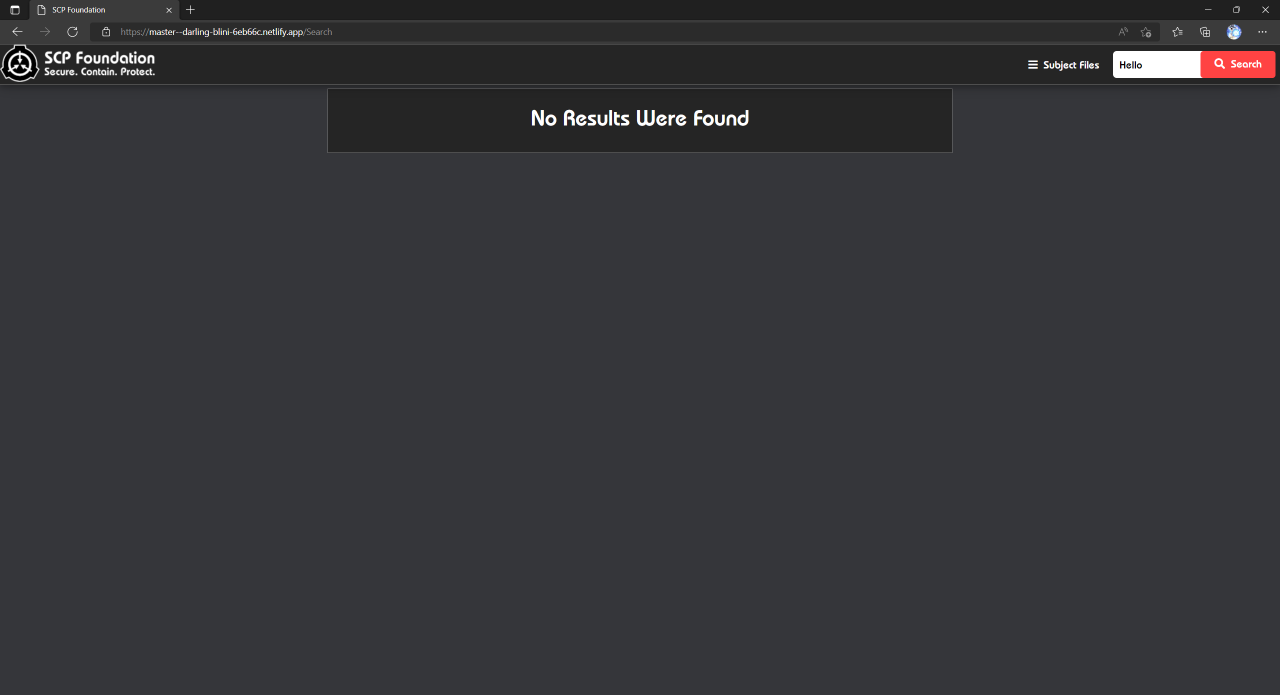 SCP Foundation
https://master--darling-blini-6eb66c.netlify.app/Search
SCP Foundation
Secure. Contain. Protect.
Subject Files
Hello
Search
No Results Were Found